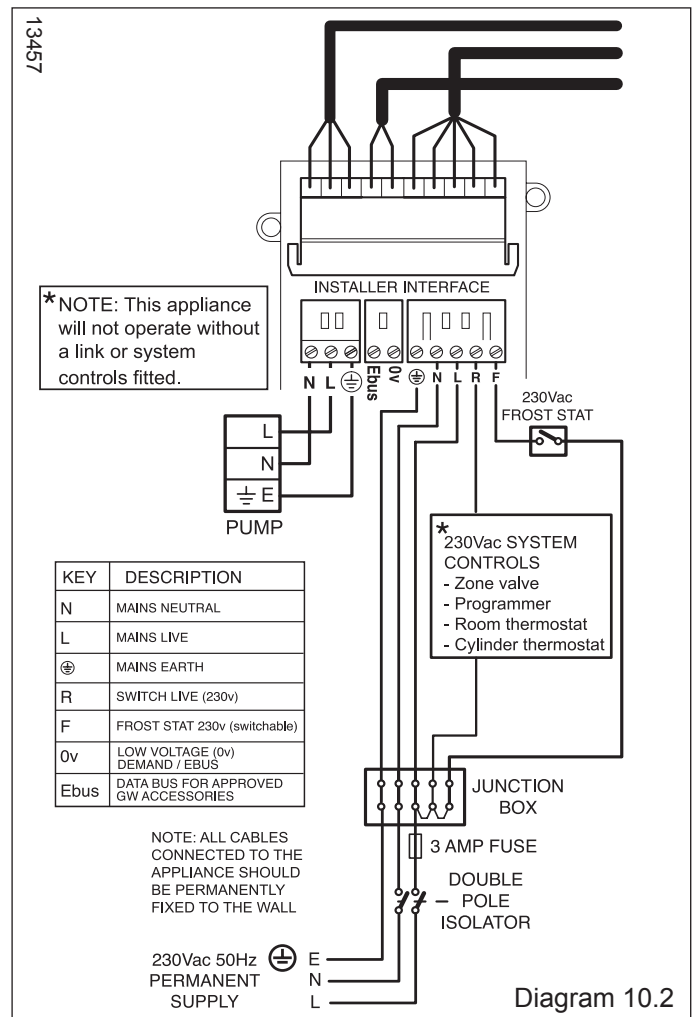 13457
INSTALLER INTERFACE
* NOTE: This appliance
will not operate without
a link or system
controls fitted.
N L Ebus 0v N L R F
230Vac
FROST STAT
L
N
E
PUMP
*
230Vac SYSTEM
CONTROLS
- Zone valve
- Programmer
- Room thermostat
- Cylinder thermostat
KEY DESCRIPTION
N MAINS NEUTRAL
L MAINS LIVE
MAINS EARTH
R SWITCH LIVE (230v)
F FROST STAT 230v (switchable)
0v LOW VOLTAGE (0v)
DEMAND / EBUS
Ebus DATA BUS FOR APPROVED
GW ACCESSORIES
JUNCTION
BOX
3 AMP FUSE
NOTE: ALL CABLES
CONNECTED TO THE
APPLIANCE SHOULD
BE PERMANENTLY
FIXED TO THE WALL
DOUBLE
POLE
ISOLATOR
230Vac 50Hz
PERMANENT
SUPPLY
E
N
L
Diagram 10.2